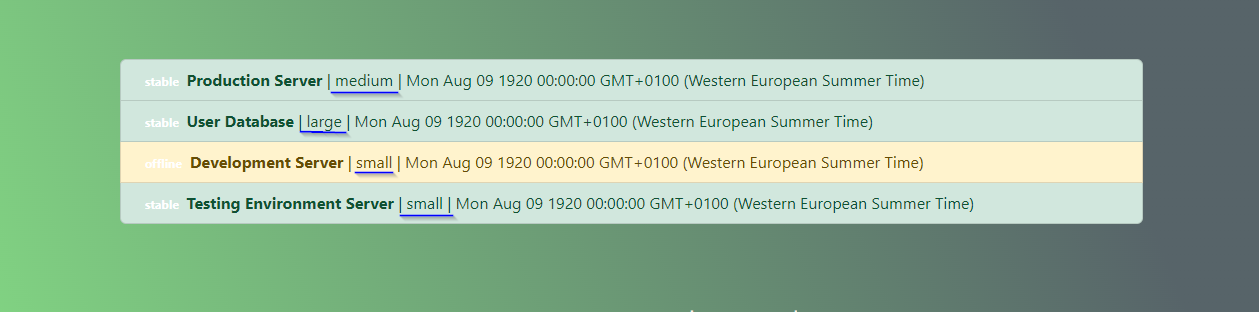 stable Production Server | medium | Mon Aug 09 1920 00:00:00 GMT+0100 (Western European Summer Time)
stable User Database | large | Mon Aug 09 1920 00:00:00 GMT+0100 (Western European Summer Time)
offline Development Server | small | Mon Aug 09 1920 00:00:00 GMT+0100 (Western European Summer Time)
stable Testing Environment Server | small | Mon Aug 09 1920 00:00:00 GMT+0100 (Western European Summer Time)